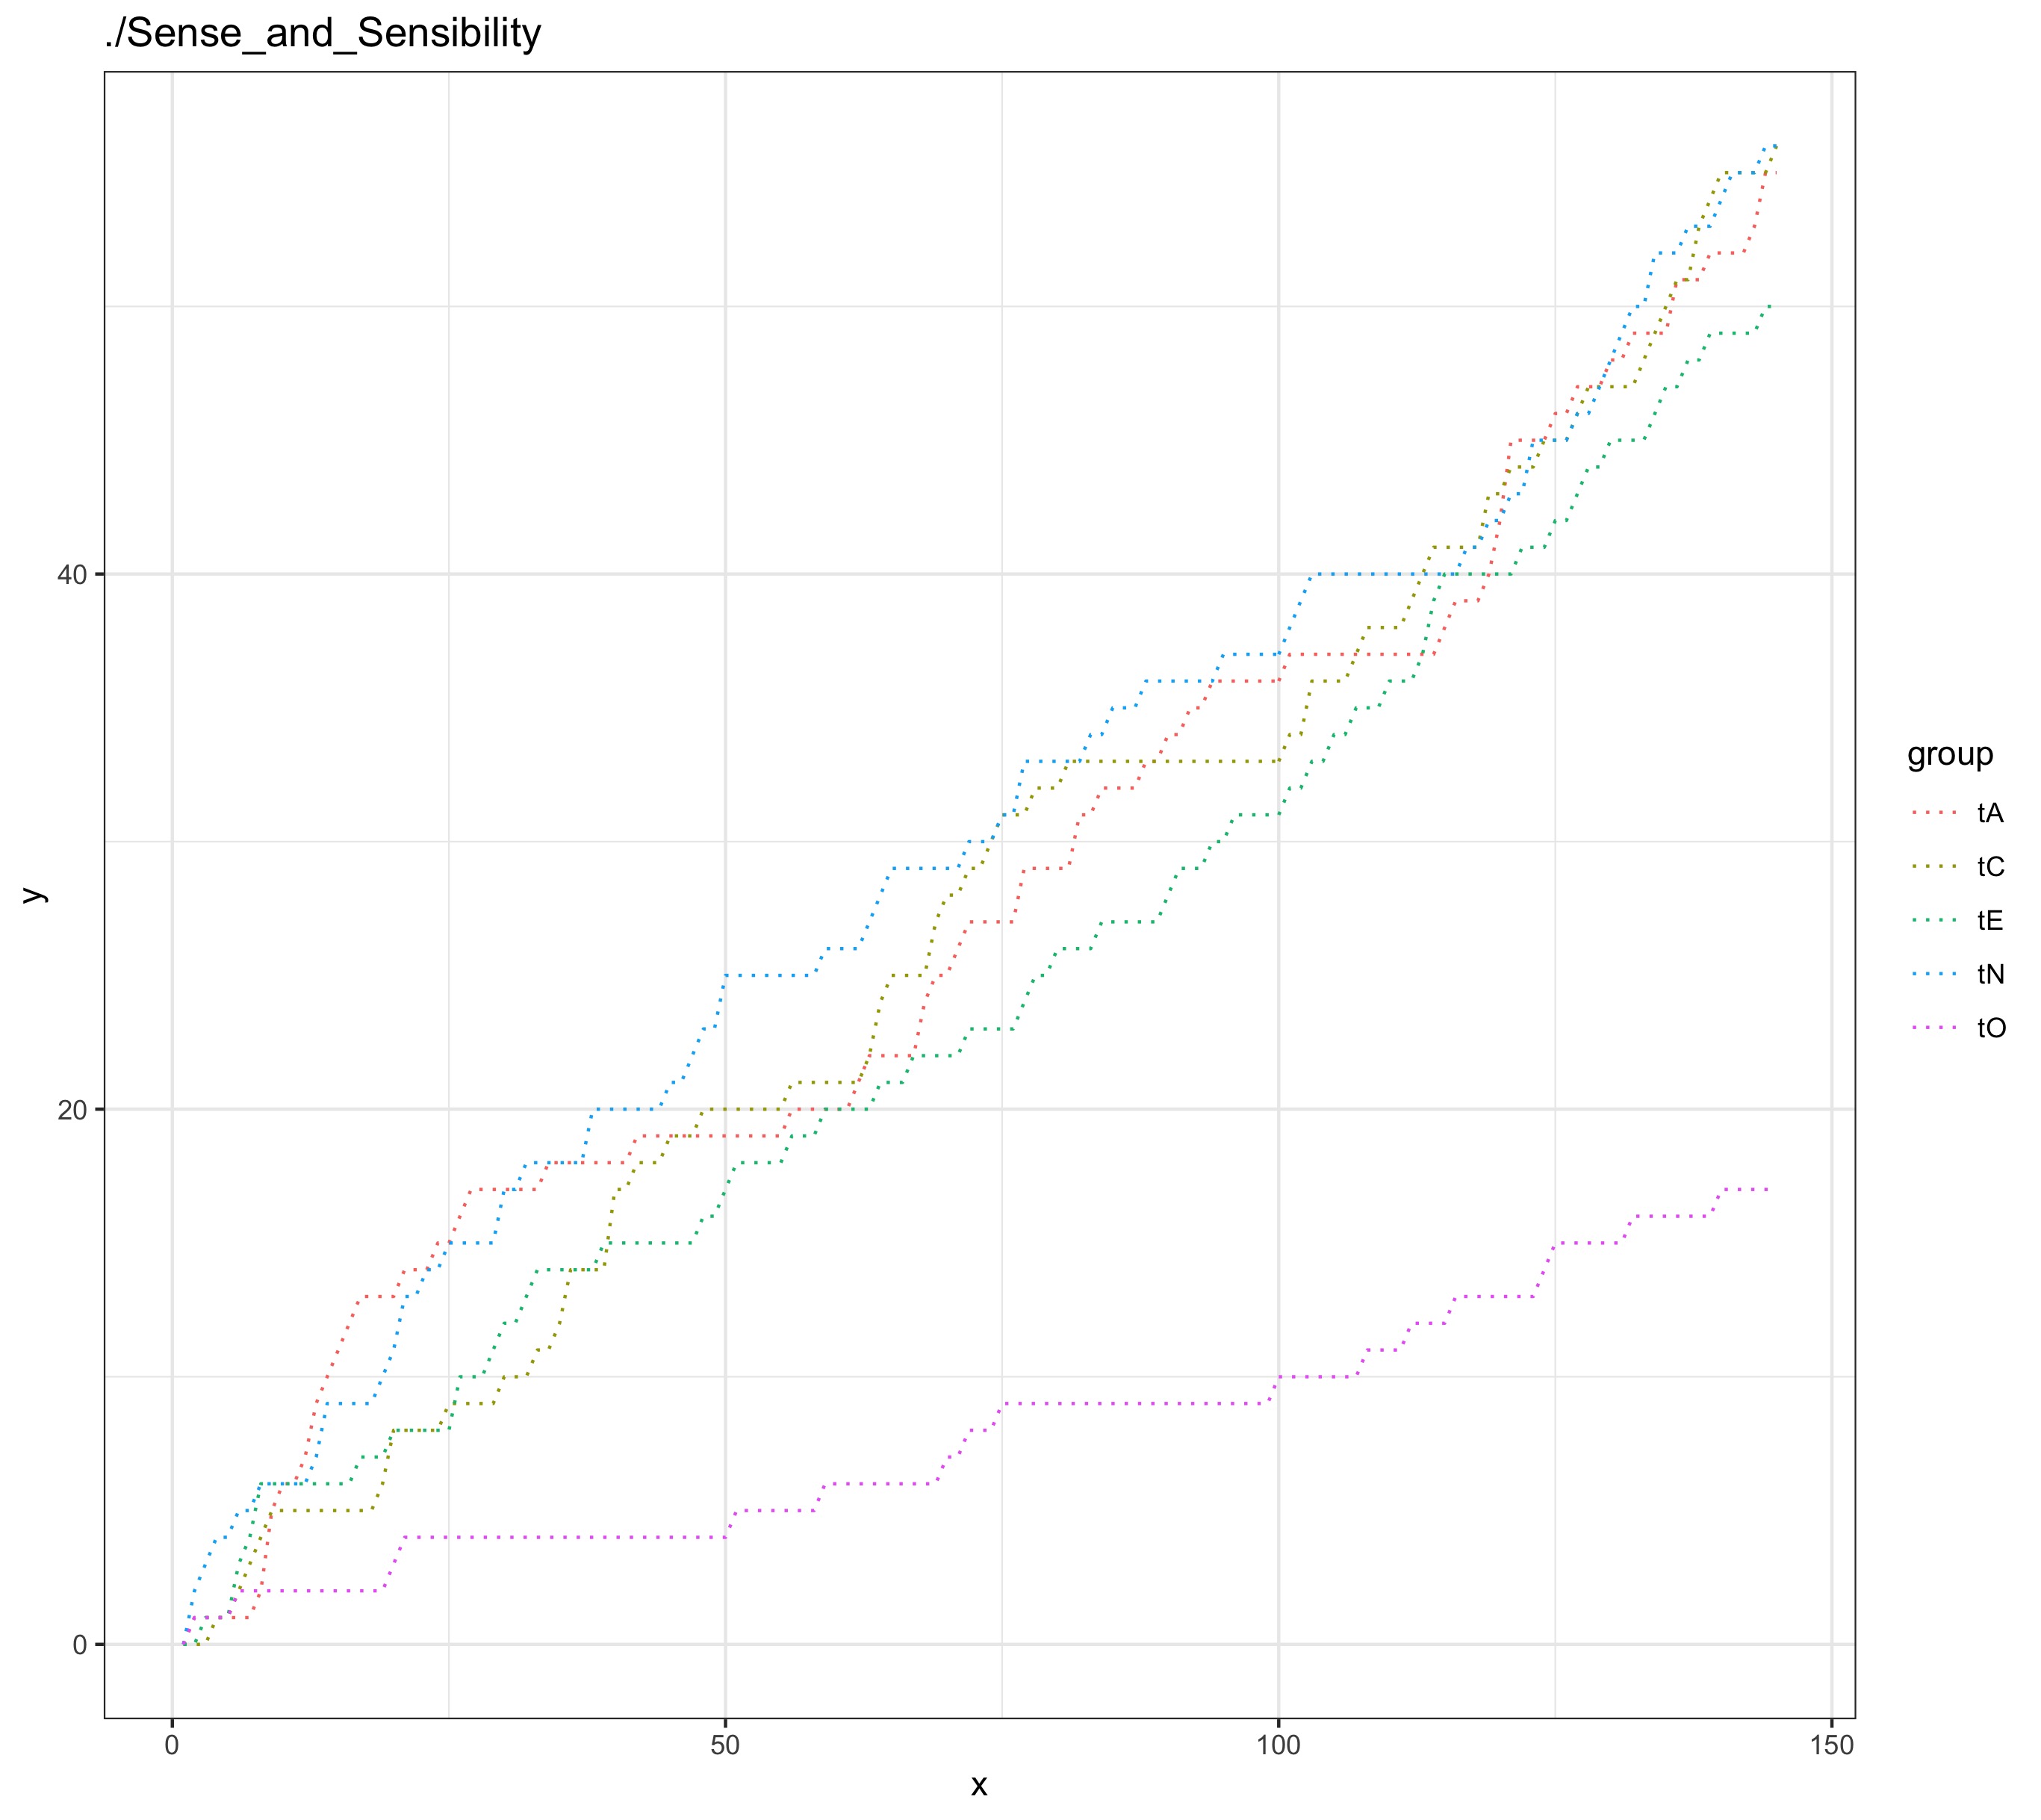 ./Sense_and_Sensibility
y
40
20
0
0 50 100 150
x
group
tA
tC
tE
tN
tO